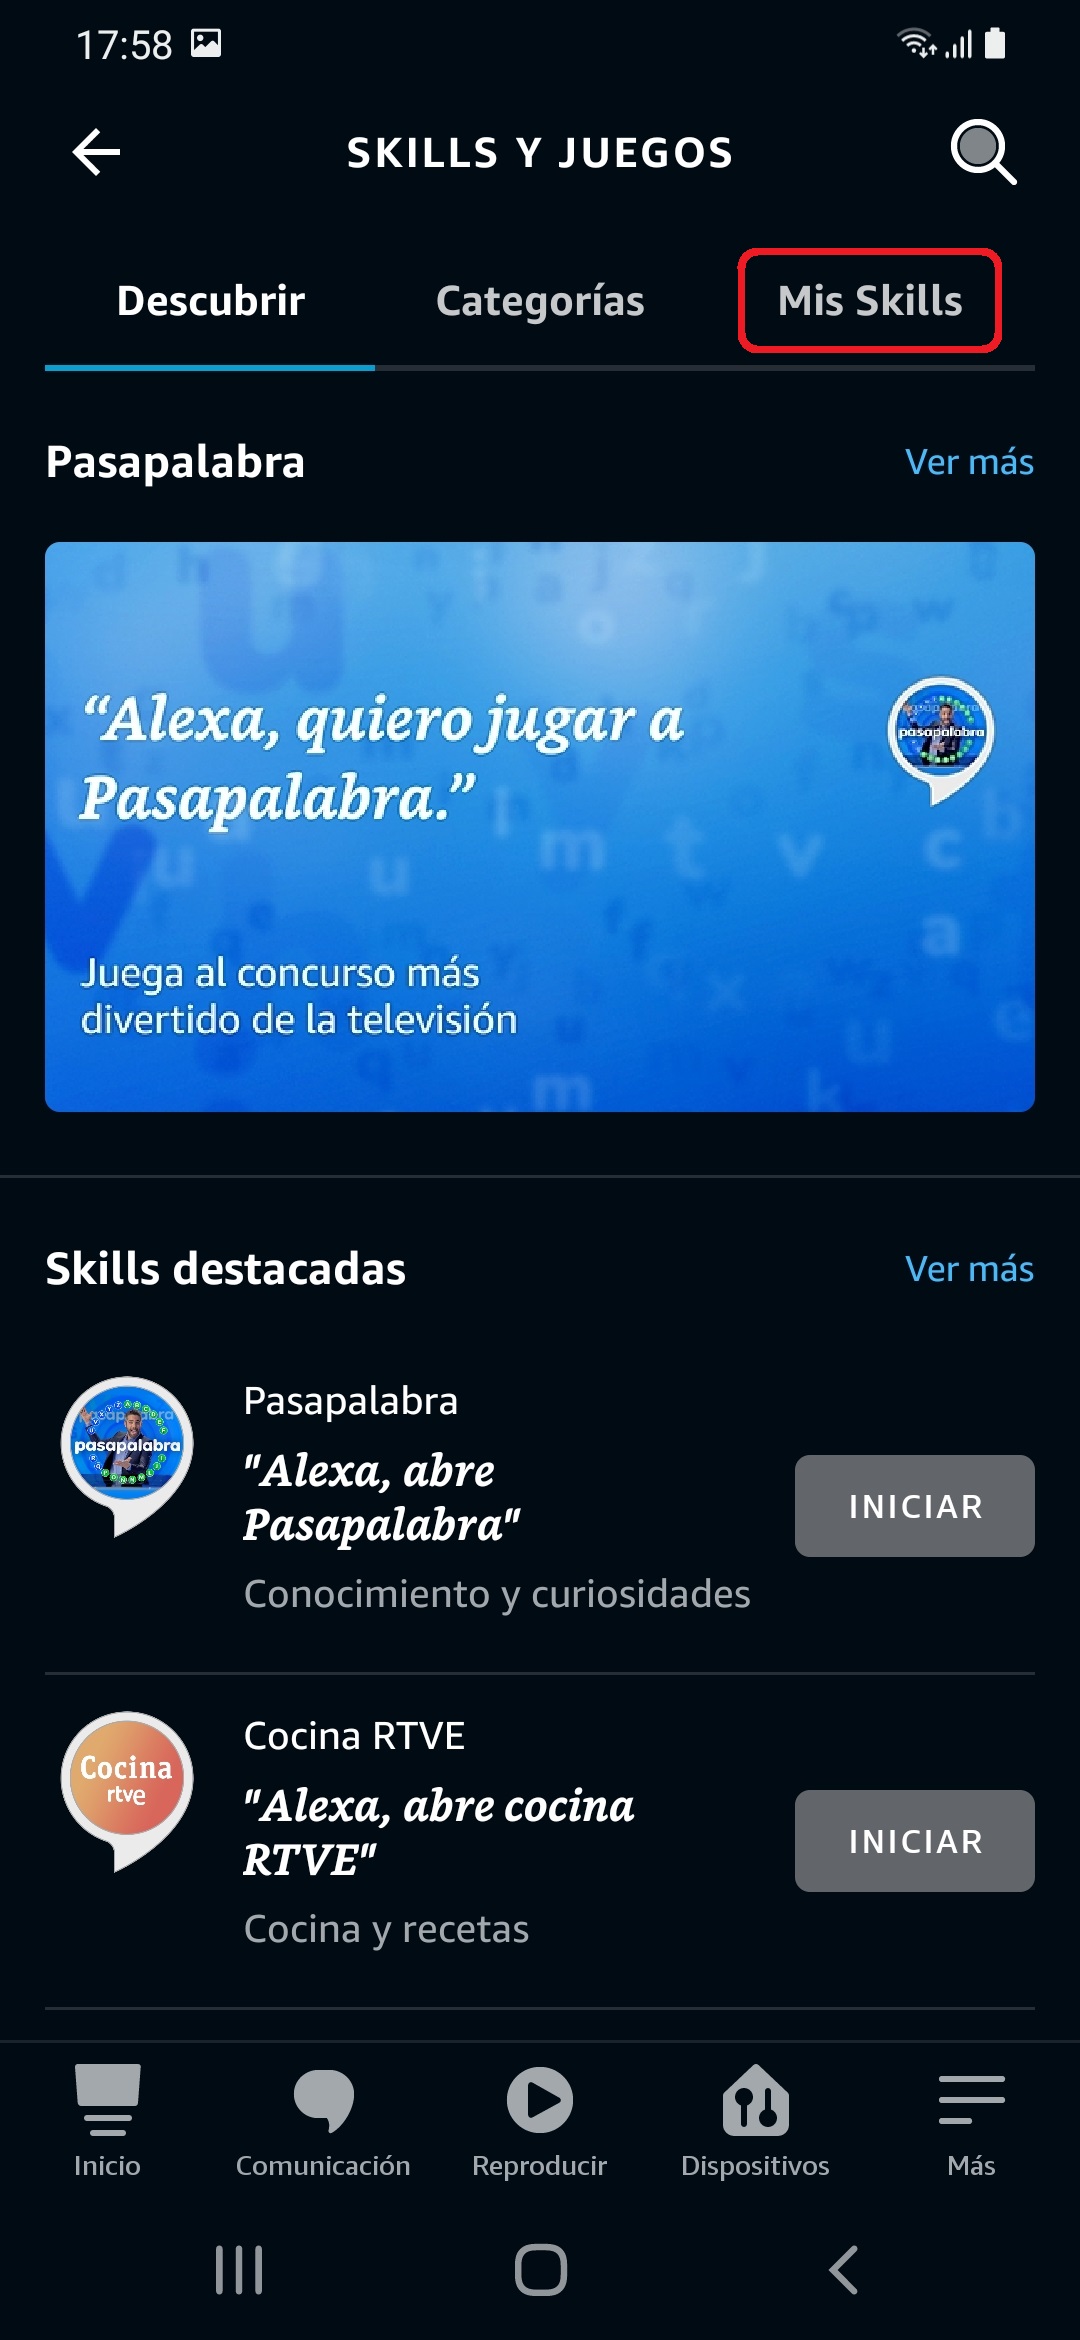 17:58
SKILLS Y JUEGOS
Descubrir
Categorías
Mis Skills
Pasapalabra
Ver más
“Alexa, quiero jugar a
Pasapalabra.”
pasapalabra
Juega al concurso más
divertido de la televisión
Skills destacadas
Ver más
pasapalabra
Pasapalabra
"Alexa, abre
Pasapalabra"
INICIAR
Conocimiento y curiosidades
Cocina
rtve
Cocina RTVE
"Alexa, abre cocina
RTVE"
INICIAR
Cocina y recetas
Inicio
Comunicación
Reproducir
Dispositivos
Más